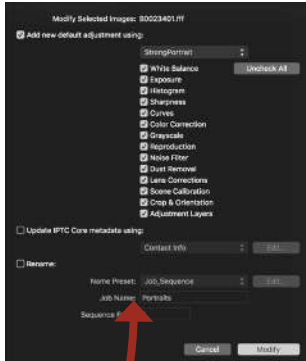 Modify Selected Images: B0023401.fff
Add new default adjustment using:
StrongPortrait
White Balance
Uncheck All
Exposure
Histogram
Sharpness
Curves
Color Correction
Grayscale
Reproduction
Noise Filter
Dust Removal
Lens Corrections
Scene Calibration
Crop & Orientation
Adjustment Layers
Update IPTC Core metadata using:
Contact Info
Edit...
Rename:
Name Preset: Job_Sequence
Edit...
Job Name: Portraits
Sequence
Cancel
Modify